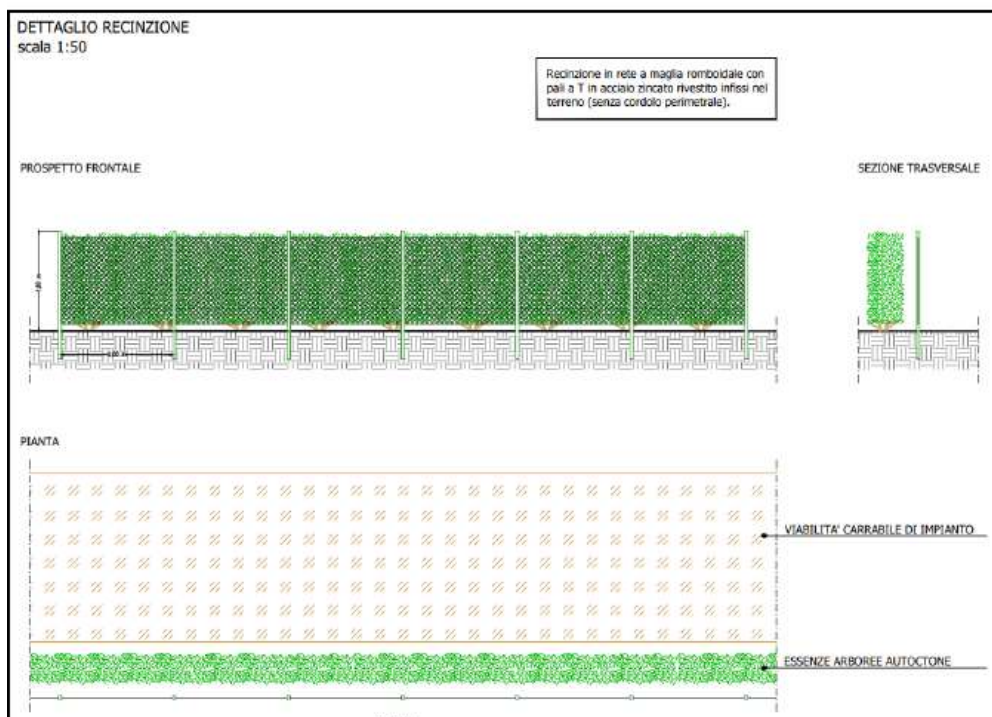 DETTAGLIO RECINZIONE
scala 1:50
Recinzione in rete a maglia romboidale con
pali a T in acciaio zincato rivestito infissi nel
terreno (senza cordolo perimetrale).
PROSPETTO FRONTALE
SEZIONE TRASVERSALE
PIANTA
VIABILITA' CARRABILE DI IMPIANTO
ESSENZE ARBOREE AUTOCTONE